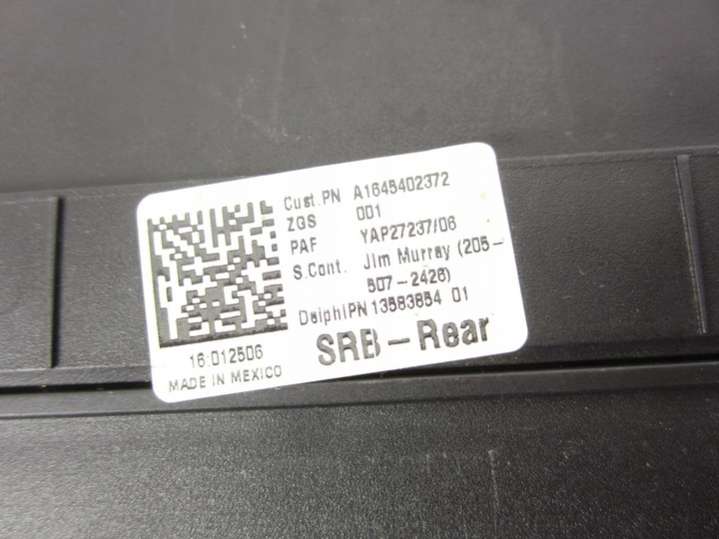 Cust.PN A1645402372
ZGS 001
PAF YAP27237/06
S.Cont. Jim Murray (205-
507-2426)
DelphiPN 13583854 01
SRB-Rear
16:012506
MADE IN MEXICO